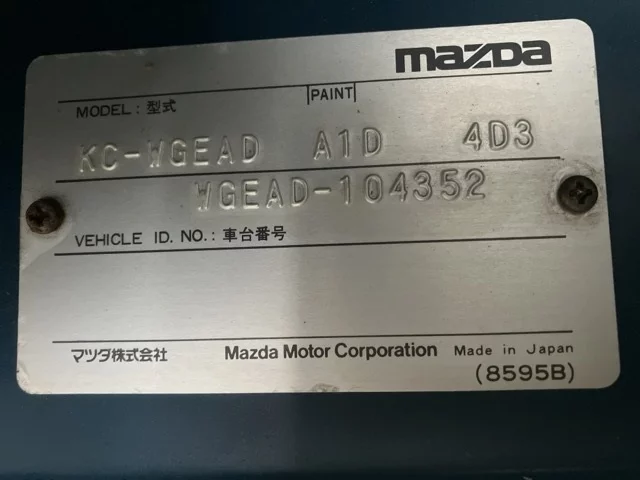 mazda
MODEL : 型式 PAINT
KC-WGEAD A1D 4D3
WGEAD-104352
VEHICLE ID. NO.: 車台番号
マツダ株式会社 Mazda Motor Corporation Made in Japan
(8595B)